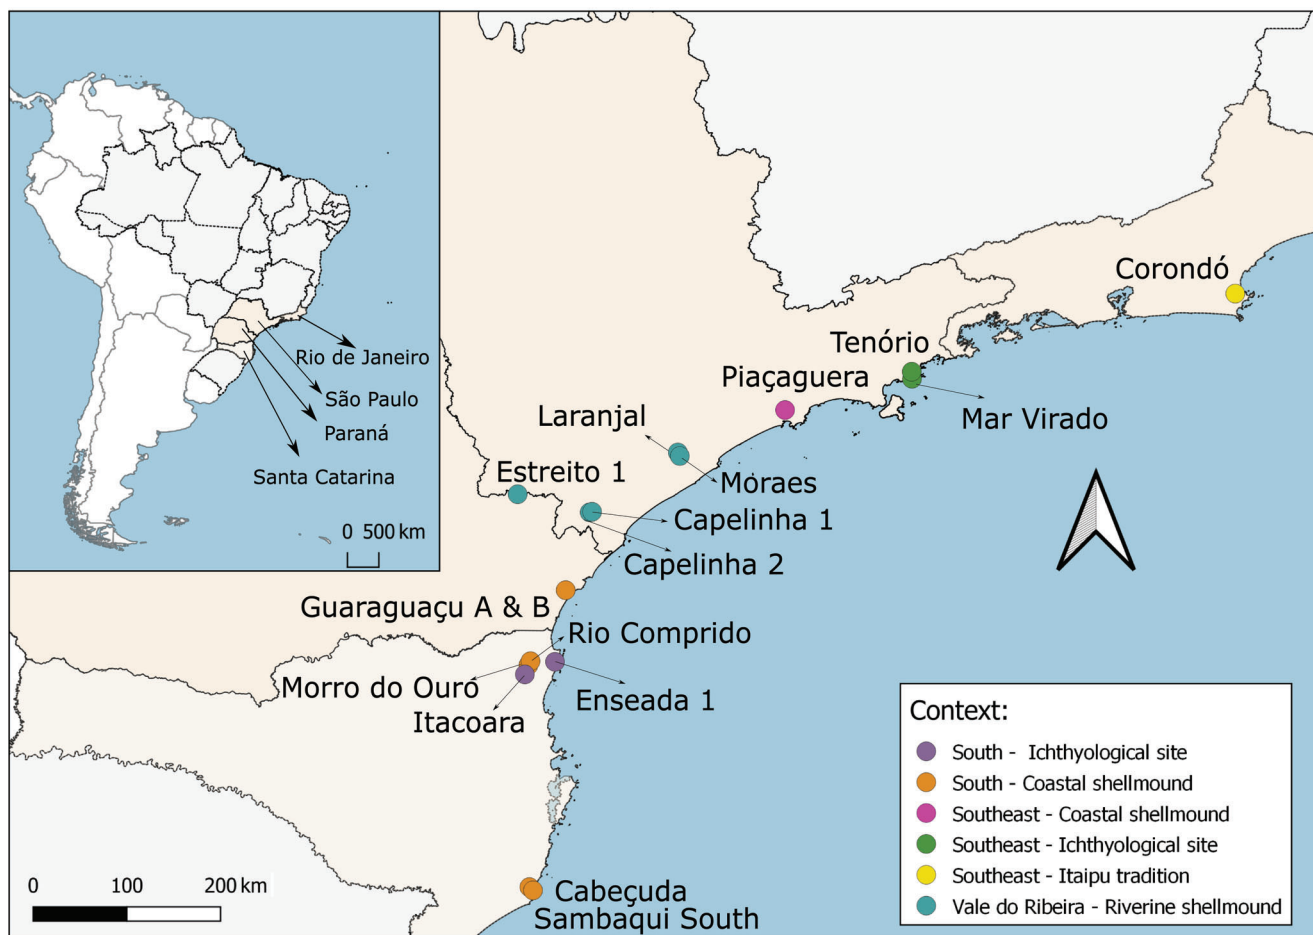 Rio de Janeiro
São Paulo
Paraná
Santa Catarina
0 500 km
Corondó
Tenório
Piaçaguera
Mar Virado
Laranjal
Estreito 1
Moraes
Capelinha 1
Capelinha 2
Guaraguaçu A & B
Rio Comprido
Morro do Ouro
Enseada 1
Itacoara
Cabeçuda
Sambaqui South
0 100 200 km
Context:
South - Ichthyological site
South - Coastal shellmound
Southeast - Coastal shellmound
Southeast - Ichthyological site
Southeast - Itaipu tradition
Vale do Ribeira - Riverine shellmound